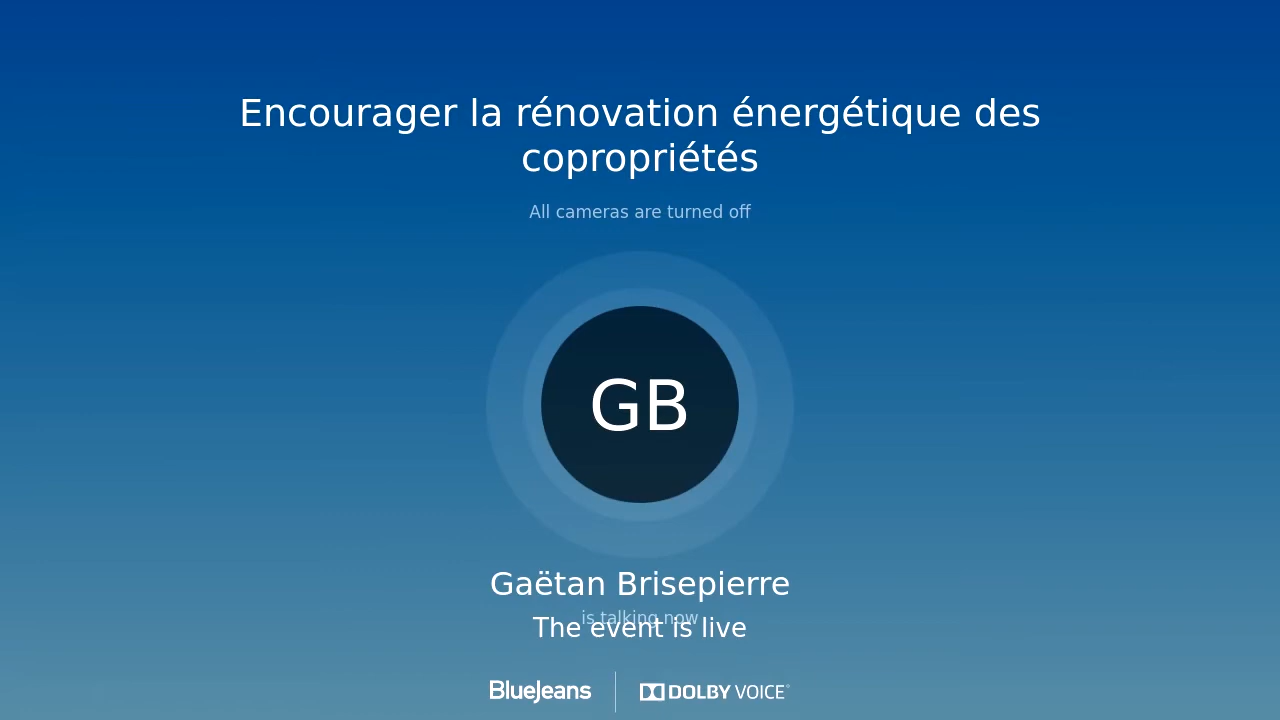 Encourager la rénovation énergétique des
copropriétés
All cameras are turned off
GB
Gaëtan Brisepierre
is talking now
The event is live
BlueJeans
DOLBY VOICE®